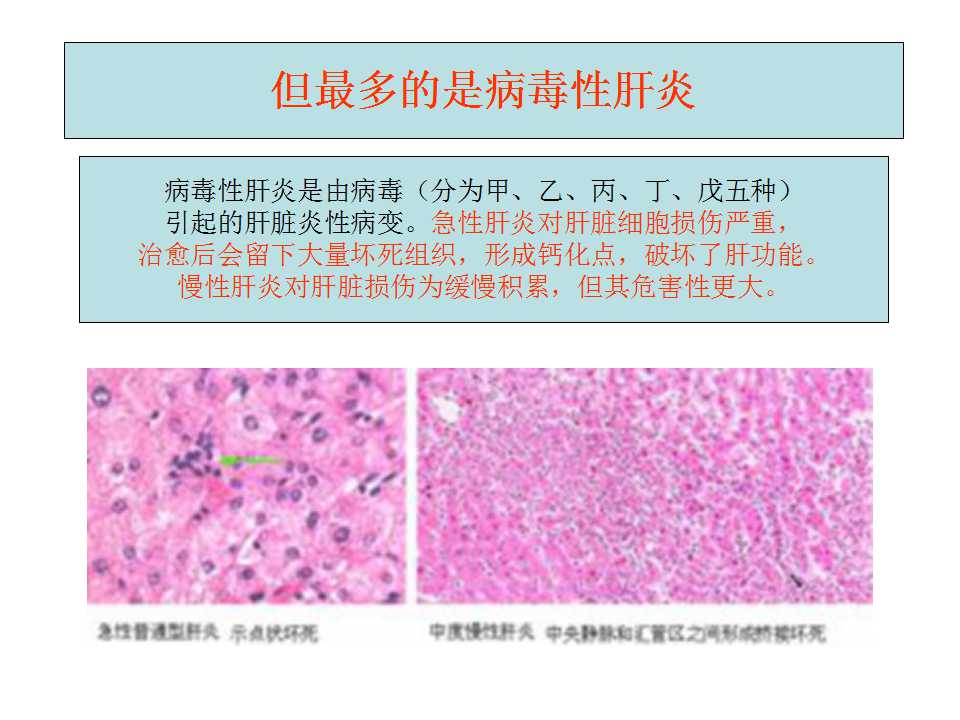 但最多的是病毒性肝炎
病毒性肝炎是由病毒（分为甲、乙、丙、丁、戊五种）
引起的肝脏炎性病变。急性肝炎对肝脏细胞损伤严重，
治愈后会留下大量坏死组织，形成钙化点，破坏了肝功能。
慢性肝炎对肝脏损伤为缓慢积累，但其危害性更大。
急性普通型肝炎 示点状坏死
中度慢性肝炎 中央静脉和汇管区之间形成桥接坏死